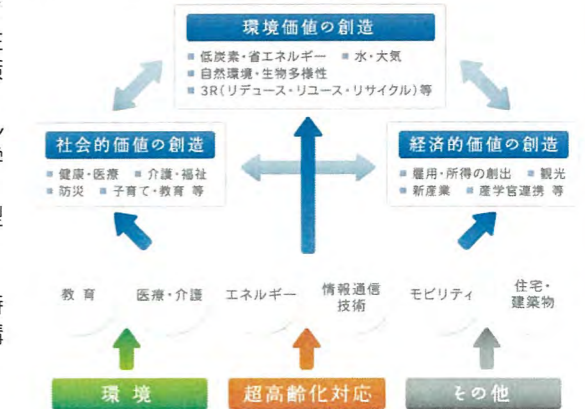 環境価値の創造
■ 低炭素・省エネルギー ■ 水・大気
■ 自然環境・生物多様性
■ 3R(リデュース・リユース・リサイクル)等
社会的価値の創造
■ 健康・医療 ■ 介護・福祉
■ 防災 ■ 子育て・教育 等
経済的価値の創造
■ 雇用・所得の創出 ■ 観光
■ 新産業 ■ 産学官連携 等
教 育
医療・介護
エネルギー
情報通信
技術
モビリティ
住宅・
建築物
環 境
超高齢化対応
その他